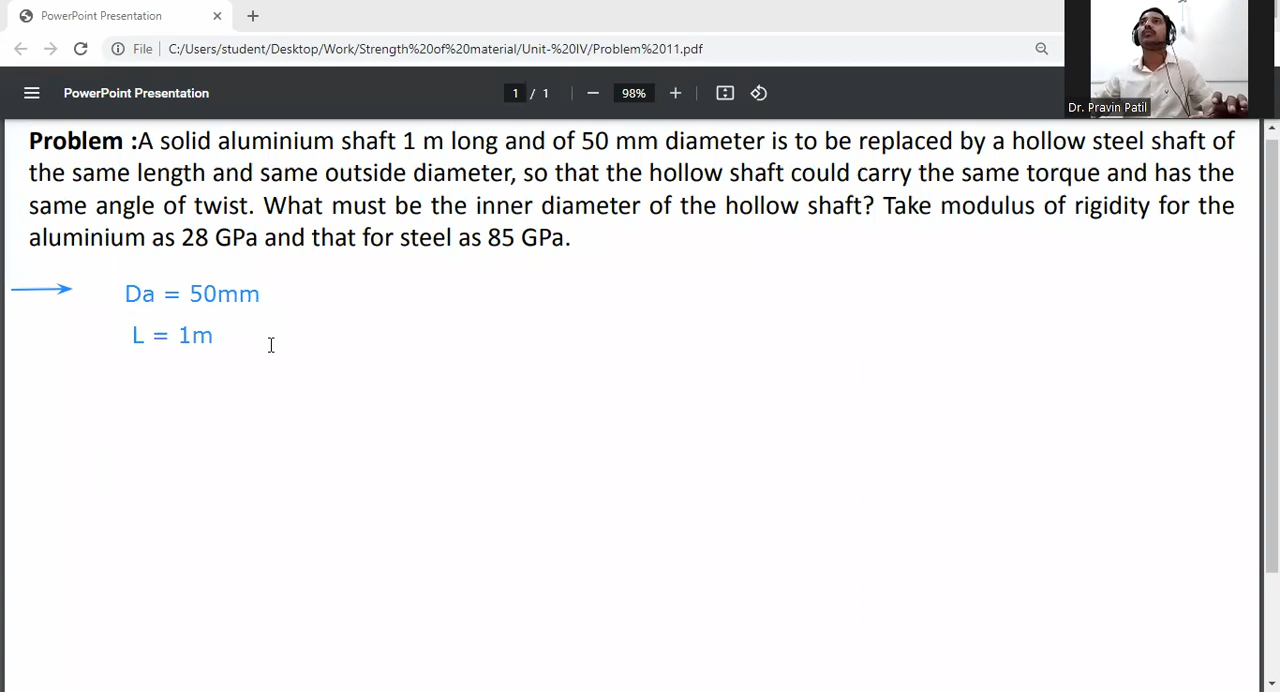 PowerPoint Presentation
File
C:/Users/student/Desktop/Work/Strength%20of%20material/Unit-%20IV/Problem%2011.pdf
PowerPoint Presentation
1 / 1
98%
Dr. Pravin Patil
Problem :A solid aluminium shaft 1 m long and of 50 mm diameter is to be replaced by a hollow steel shaft of
the same length and same outside diameter, so that the hollow shaft could carry the same torque and has the
same angle of twist. What must be the inner diameter of the hollow shaft? Take modulus of rigidity for the
aluminium as 28 GPa and that for steel as 85 GPa.
Da = 50mm
L = 1m